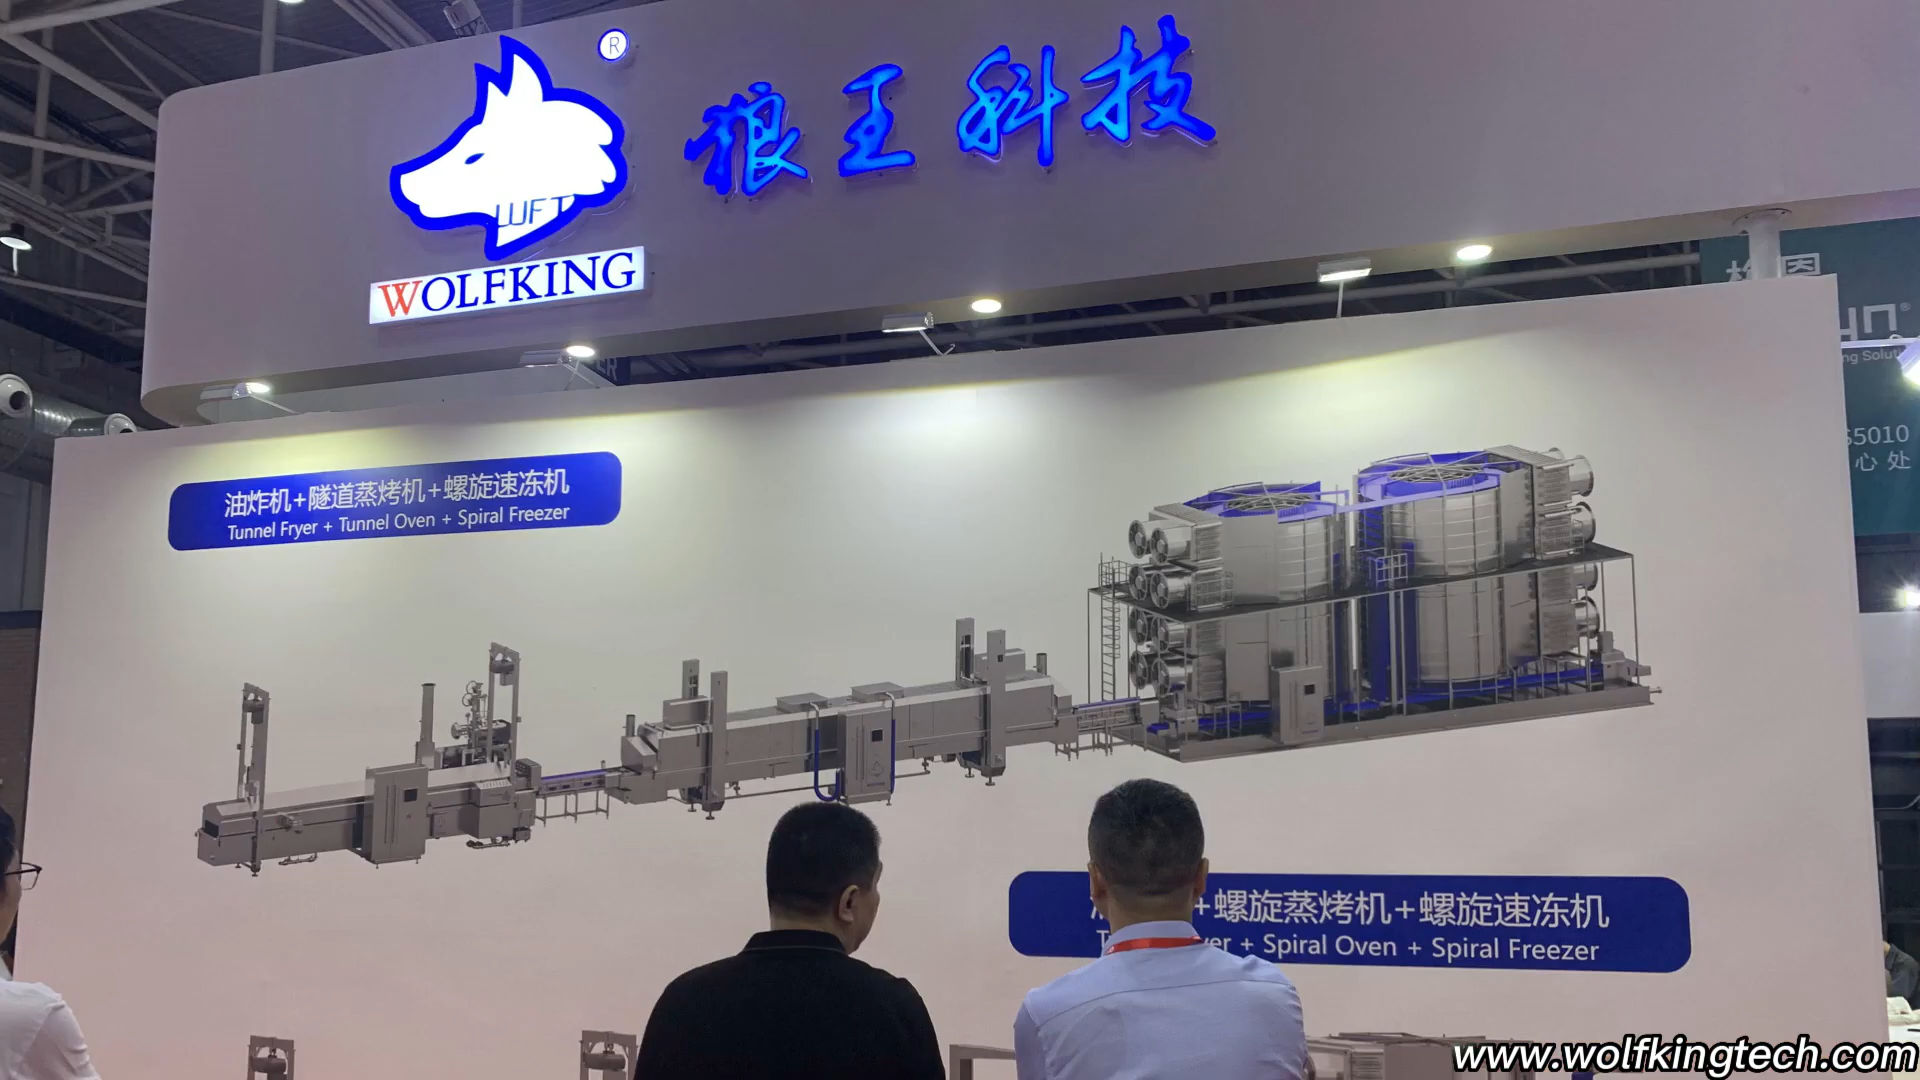 ®
狼王科技
LUFT
WOLFKING
油炸机+隧道蒸烤机+螺旋速冻机
Tunnel Fryer + Tunnel Oven + Spiral Freezer
S5010
心处
+螺旋蒸烤机+螺旋速冻机
+ Spiral Oven + Spiral Freezer
www.wolfkingtech.com